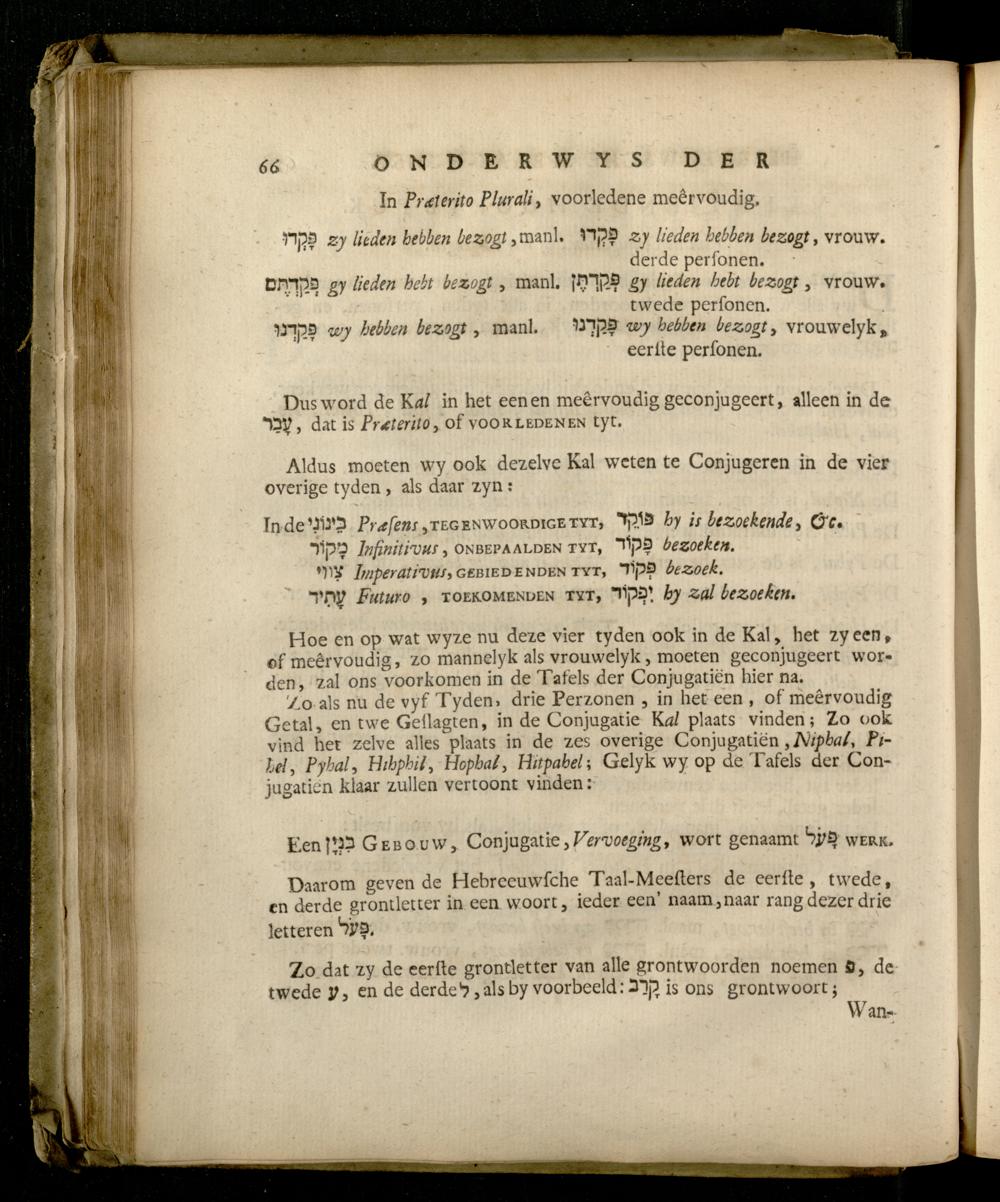 66 ONDERWYS DER
In Præterito Plurali, voorledene meêrvoudig.
פָּקְדוּ zy lieden hebben bezogt, manl. פָּקְדוּ zy lieden hebben bezogt, vrouw.
derde perſonen.
פְּקַדְתֶּם gy lieden hebt bezogt, manl. פְּקַדְתֶּן gy lieden hebt bezogt, vrouw.
twede perſonen.
פָּקַדְנוּ wy hebben bezogt, manl. פָּקַדְנוּ wy hebben bezogt, vrouwelyk,
eerſte perſonen.
Dus word de Kal in het een en meêrvoudig geconjugeert, alleen in de
עָבַר, dat is Præterito, of VOORLEDENEN tyt.
Aldus moeten wy ook dezelve Kal weten te Conjugeren in de vier
overige tyden, als daar zyn:
In de בֵּינוֹנִי Præſens, TEGENWOORDIGE TYT, פּוֹקֵד hy is bezoekende, &c.
מָקוֹר Infinitivus, ONBEPAALDEN TYT, פָּקוֹד bezoeken.
צִוּוּי Imperativus, GEBIEDENDEN TYT, פְּקוֹד bezoek.
עָתִיד Futuro, TOEKOMENDEN TYT, יִפְקוֹד hy zal bezoeken.
Hoe en op wat wyze nu deze vier tyden ook in de Kal, het zy een,
of meêrvoudig, zo mannelyk als vrouwelyk, moeten geconjugeert wor-
den, zal ons voorkomen in de Tafels der Conjugatiën hier na.
Zo als nu de vyf Tyden, drie Perzonen, in het een, of meêrvoudig
Getal, en twe Geſlagten, in de Conjugatie Kal plaats vinden; Zo ook
vind het zelve alles plaats in de zes overige Conjugatiën, Niphal, Pi-
hel, Pyhal, Hihphil, Hophal, Hitpahel; Gelyk wy op de Tafels der Con-
jugatien klaar zullen vertoont vinden:
Een בִּנְיָן GEBOUW, Conjugatie, Vervoeging, wort genaamt פָּעֹל WERK.
Daarom geven de Hebreeuwſche Taal-Meeſters de eerſte, twede,
en derde grontletter in een woort, ieder een' naam, naar rang dezer drie
letteren פָּעֹל.
Zo dat zy de eerſte grontletter van alle grontwoorden noemen פ, de
twede ע, en de derde ל, als by voorbeeld: קָרַב is ons grontwoort;
Wan-